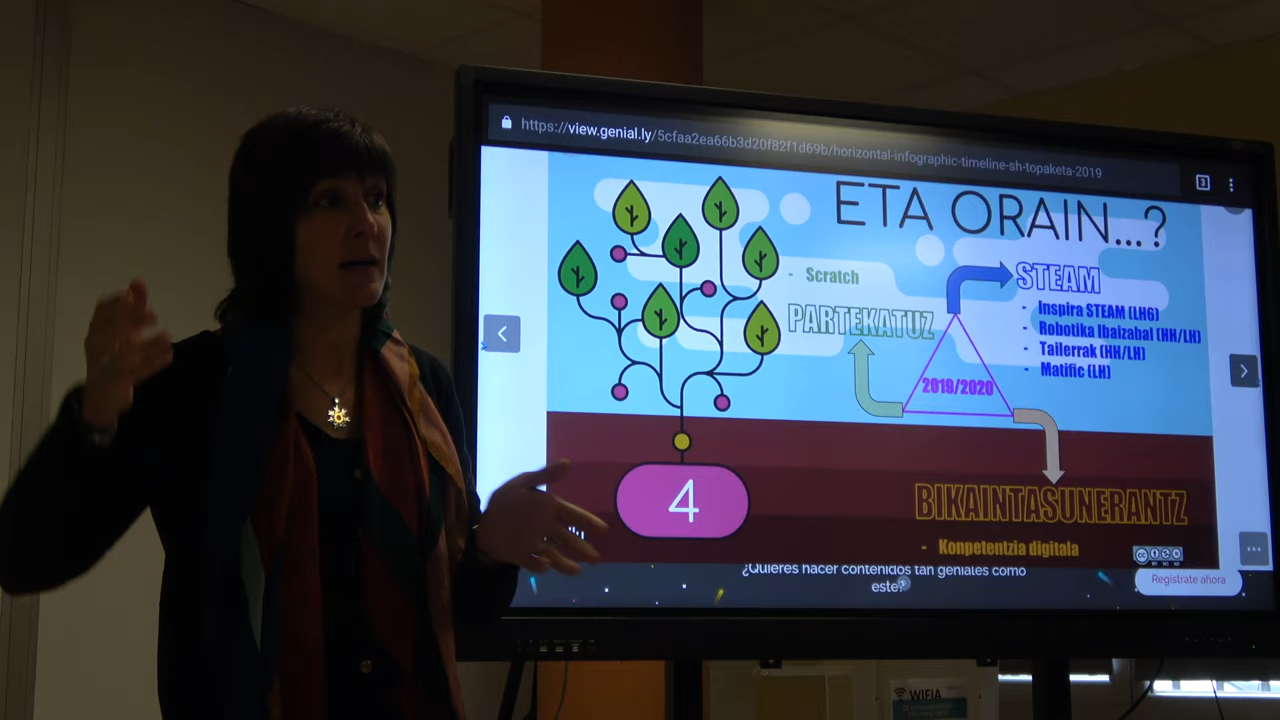 https://view.genial.ly/5cfaa2ea66b3d20f82f1d69b/horizontal-infographic-timeline-sh-topaketa-2019
3
ETA ORAIN...?
- Scratch
PARTEKATUZ
STEAM
- Inspira STEAM (LH6)
- Robotika Ibaizabal (HH/LH)
- Tailerrak (HH/LH)
- Matific (LH)
2019/2020
4
BIKAINTASUNERANTZ
- Konpetentzia digitala
¿Quieres hacer contenidos tan geniales como
este?
Regístrate ahora
WIFIA